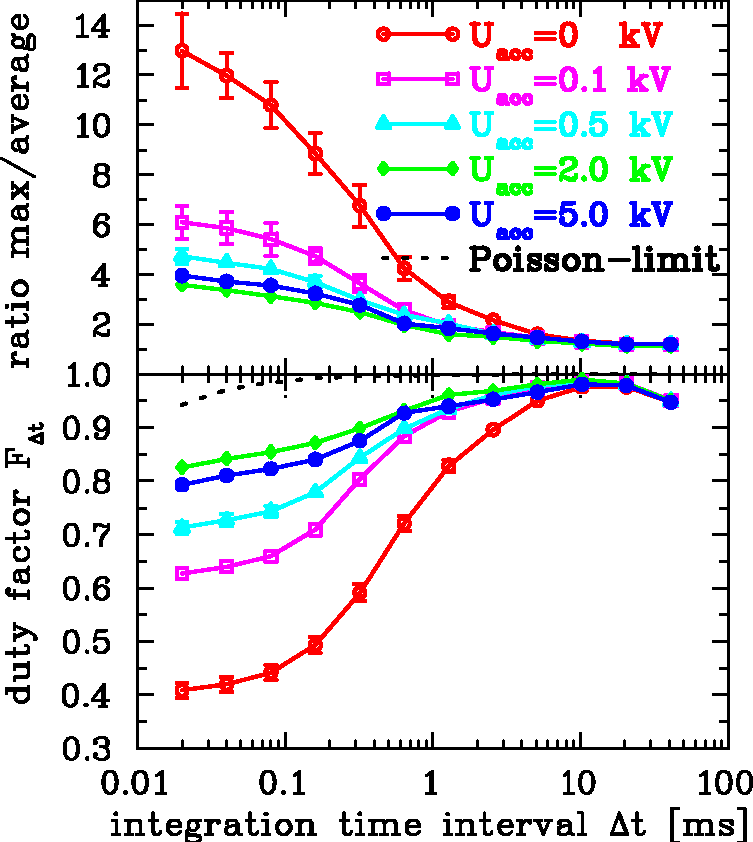 ratio max/average
14
12
10
8
6
4
2
U_acc=0 kV
U_acc=0.1 kV
U_acc=0.5 kV
U_acc=2.0 kV
U_acc=5.0 kV
Poisson-limit
duty factor F_Δt
1.0
0.9
0.8
0.7
0.6
0.5
0.4
0.3
0.01 0.1 1 10 100
integration time interval Δt [ms]